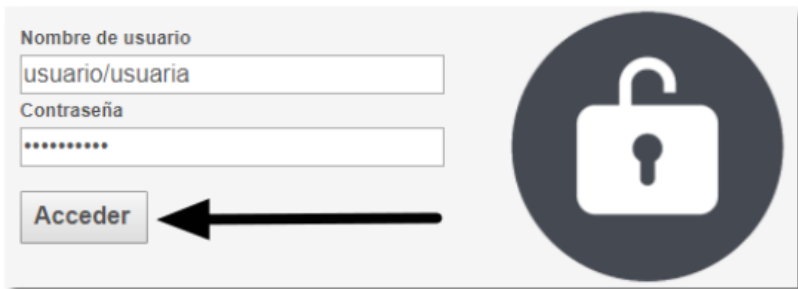 Nombre de usuario
usuario/usuaria
Contraseña
••••••••••
Acceder